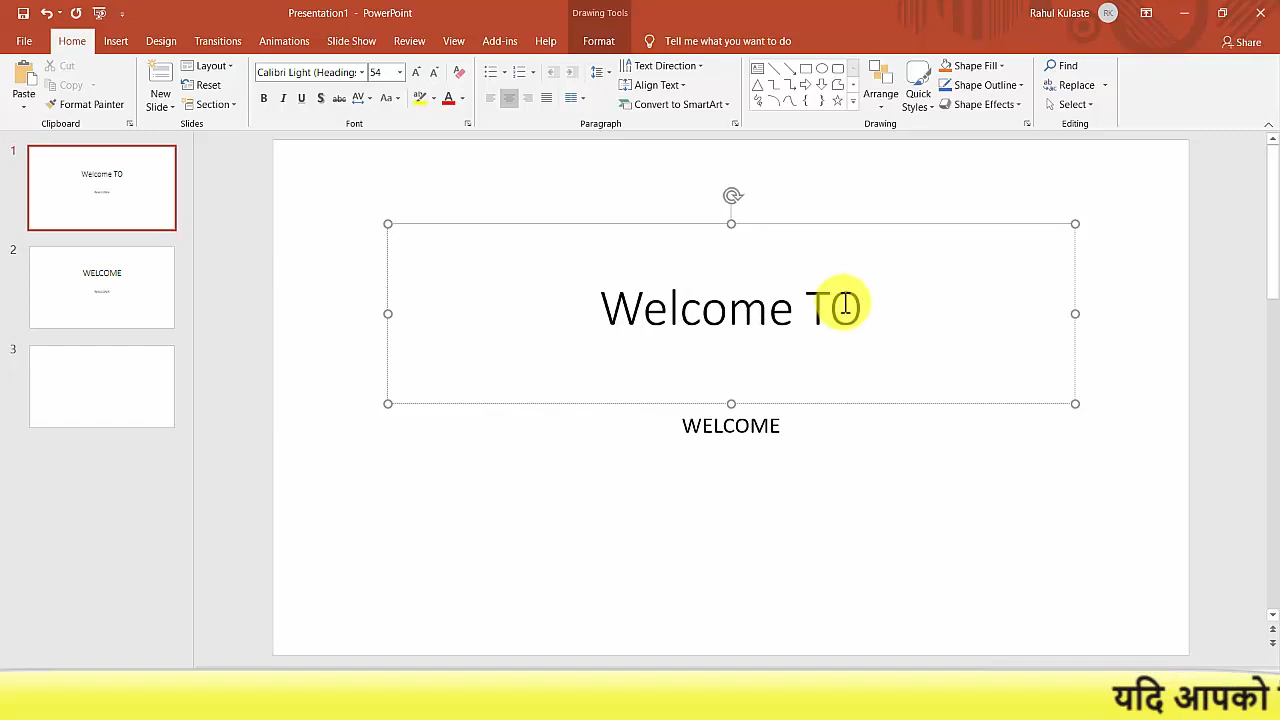 Presentation1 - PowerPoint
Drawing Tools
Rahul Kulaste RK
File Home Insert Design Transitions Animations Slide Show Review View Add-ins Help Format Tell me what you want to do Share
Paste
Cut
Copy
Format Painter
Clipboard
New Slide
Layout
Reset
Section
Slides
Calibri Light (Heading: 54
B I U S abc AV Aa A
Font
Text Direction
Align Text
Convert to SmartArt
Paragraph
Arrange
Quick Styles
Shape Fill
Shape Outline
Shape Effects
Drawing
Find
Replace
Select
Editing
1
Welcome TO
2
WELCOME
WELCOME
3
Welcome TO
WELCOME
यदि आपको